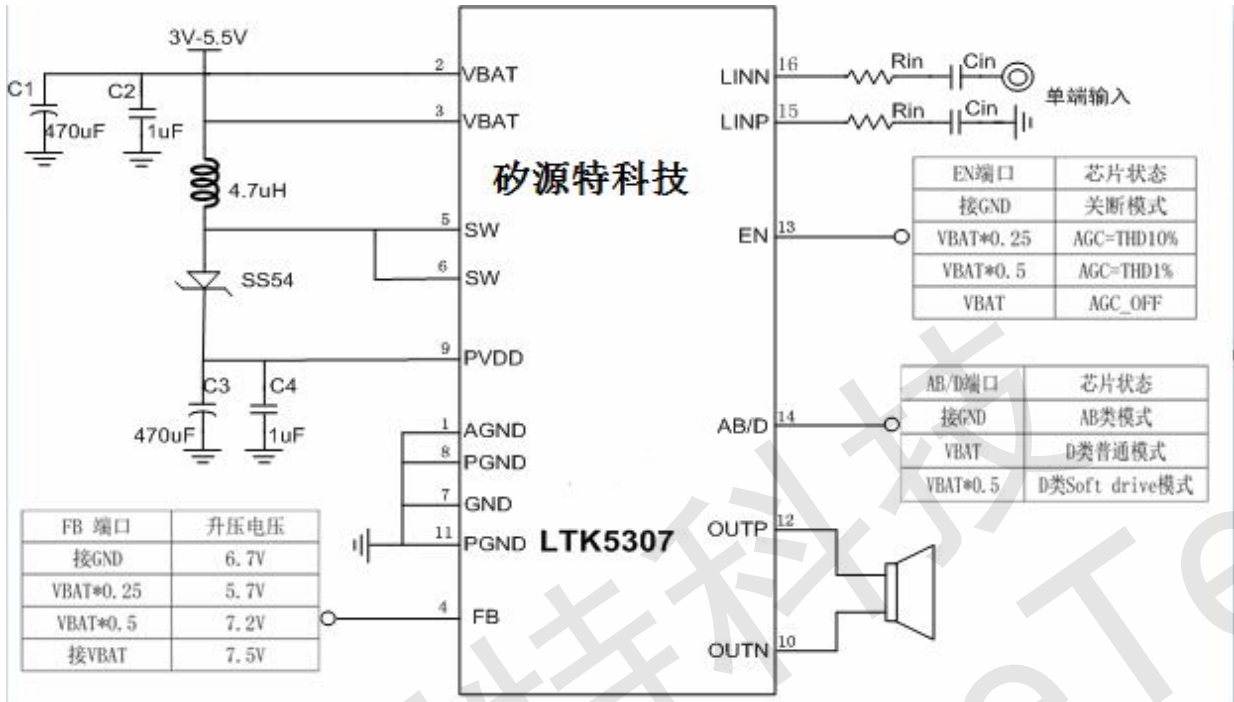 3V-5.5V
C1
470uF
C2
1uF
4.7uH
SS54
C3
470uF
C4
1uF
2 VBAT
3 VBAT
5 SW
6 SW
9 PVDD
1 AGND
8 PGND
7 GND
11 PGND
4 FB
矽源特科技
LTK5307
LINN 16
Rin Cin
LINP 15
Rin Cin
单端输入
EN 13
AB/D 14
OUTP 12
OUTN 10
EN端口 芯片状态
接GND 关断模式
VBAT*0.25 AGC=THD10%
VBAT*0.5 AGC=THD1%
VBAT AGC_OFF
AB/D端口 芯片状态
接GND AB类模式
VBAT D类普通模式
VBAT*0.5 D类Soft drive模式
FB 端口 升压电压
接GND 6.7V
VBAT*0.25 5.7V
VBAT*0.5 7.2V
接VBAT 7.5V
特科技